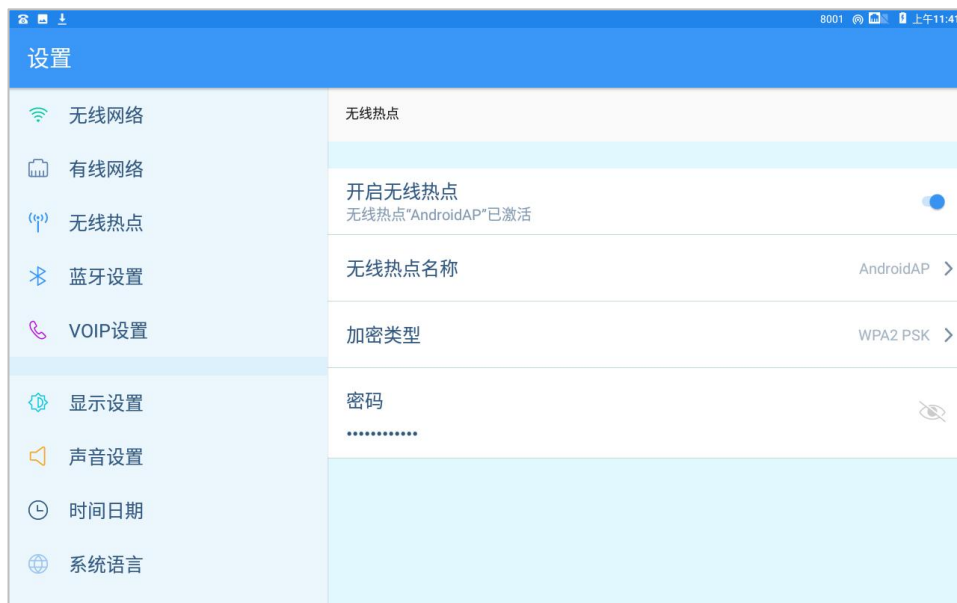 8001 上午11:41
设置
无线网络
有线网络
无线热点
蓝牙设置
VOIP设置
显示设置
声音设置
时间日期
系统语言
无线热点
开启无线热点
无线热点"AndroidAP"已激活
无线热点名称 AndroidAP
加密类型 WPA2 PSK
密码
••••••••••••